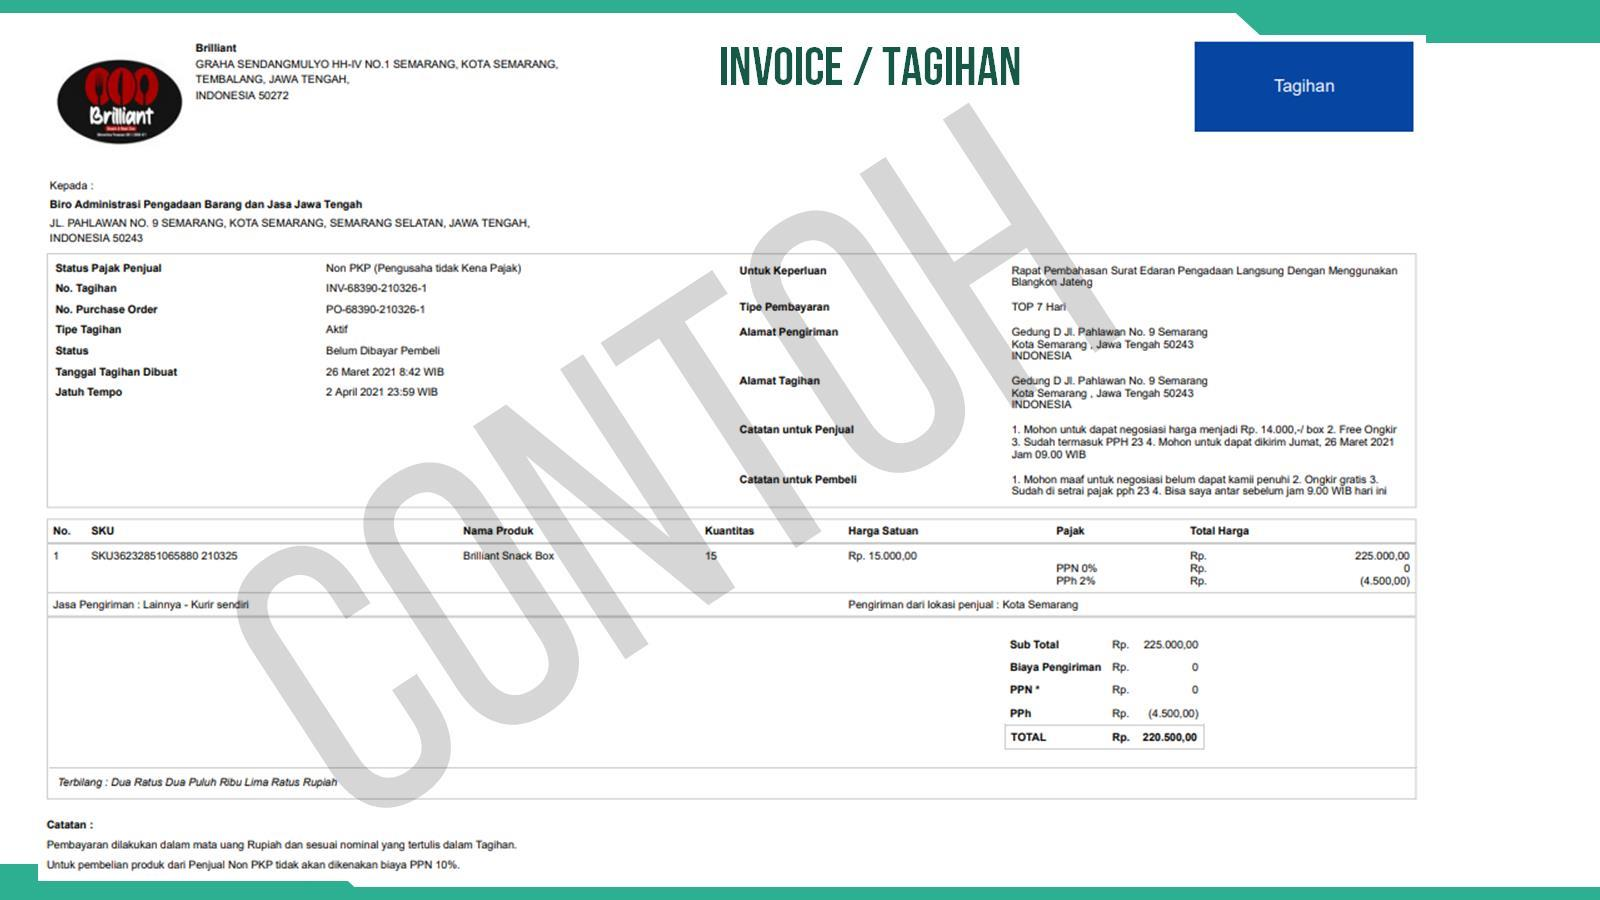 INVOICE / TAGIHAN
Brilliant
GRAHA SENDANGMULYO HH-IV NO.1 SEMARANG, KOTA SEMARANG,
TEMBALANG, JAWA TENGAH,
INDONESIA 50272
Brilliant
Tagihan
Kepada :
Biro Administrasi Pengadaan Barang dan Jasa Jawa Tengah
JL. PAHLAWAN NO. 9 SEMARANG, KOTA SEMARANG, SEMARANG SELATAN, JAWA TENGAH,
INDONESIA 50243
Status Pajak Penjual Non PKP (Pengusaha tidak Kena Pajak)
No. Tagihan INV-68390-210326-1
No. Purchase Order PO-68390-210326-1
Tipe Tagihan Aktif
Status Belum Dibayar Pembeli
Tanggal Tagihan Dibuat 26 Maret 2021 8:42 WIB
Jatuh Tempo 2 April 2021 23:59 WIB
Untuk Keperluan Rapat Pembahasan Surat Edaran Pengadaan Langsung Dengan Menggunakan
Blangkon Jateng
Tipe Pembayaran TOP 7 Hari
Alamat Pengiriman Gedung D Jl. Pahlawan No. 9 Semarang
Kota Semarang , Jawa Tengah 50243
INDONESIA
Alamat Tagihan Gedung D Jl. Pahlawan No. 9 Semarang
Kota Semarang , Jawa Tengah 50243
INDONESIA
Catatan untuk Penjual 1. Mohon untuk dapat negosiasi harga menjadi Rp. 14.000,-/ box 2. Free Ongkir
3. Sudah termasuk PPH 23 4. Mohon untuk dapat dikirim Jumat, 26 Maret 2021
Jam 09.00 WIB
Catatan untuk Pembeli 1. Mohon maaf untuk negosiasi belum dapat kamii penuhi 2. Ongkir gratis 3.
Sudah di setrai pajak pph 23 4. Bisa saya antar sebelum jam 9.00 WIB hari ini
No. SKU Nama Produk Kuantitas Harga Satuan Pajak Total Harga
1 SKU36232851065880 210325 Brilliant Snack Box 15 Rp. 15.000,00 Rp. 225.000,00
PPN 0% Rp. 0
PPh 2% Rp. (4.500,00)
Jasa Pengiriman : Lainnya - Kurir sendiri Pengiriman dari lokasi penjual : Kota Semarang
Sub Total Rp. 225.000,00
Biaya Pengiriman Rp. 0
PPN * Rp. 0
PPh Rp. (4.500,00)
TOTAL Rp. 220.500,00
Terbilang : Dua Ratus Dua Puluh Ribu Lima Ratus Rupiah
Catatan :
Pembayaran dilakukan dalam mata uang Rupiah dan sesuai nominal yang tertulis dalam Tagihan.
Untuk pembelian produk dari Penjual Non PKP tidak akan dikenakan biaya PPN 10%.
CONTOH